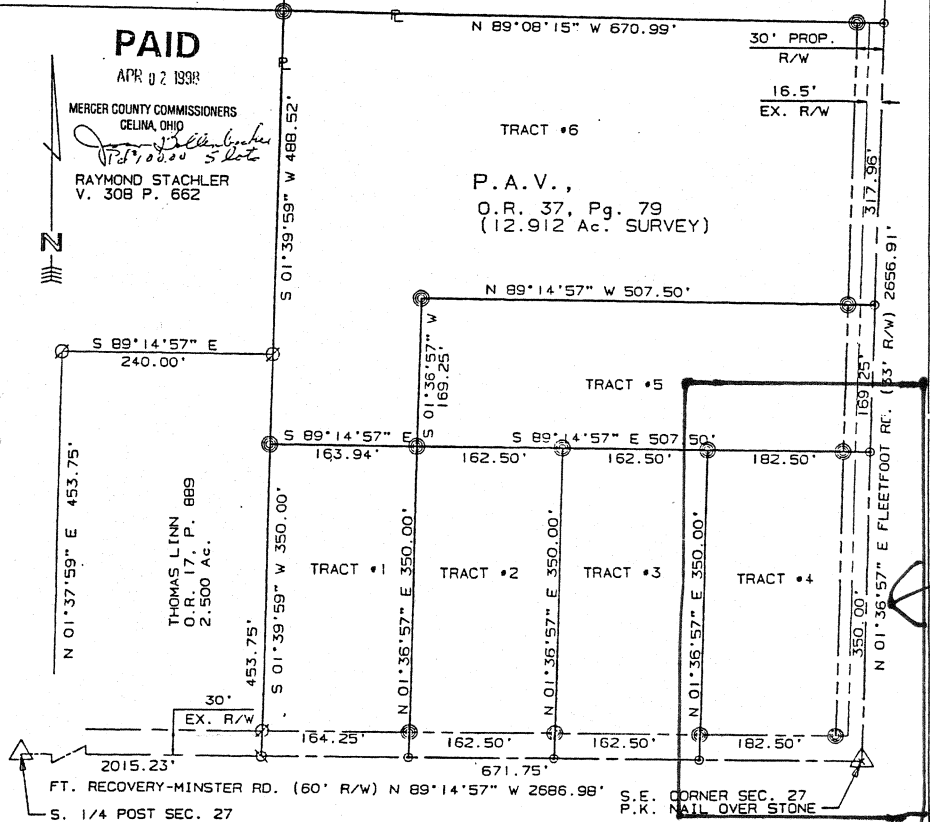 N 89°08'15" W 670.99'
PL
PL
PAID
APR 02 1998
MERCER COUNTY COMMISSIONERS
CELINA, OHIO
Pd $100.00 5 lots
RAYMOND STACHLER
V. 308 P. 662
N
30' PROP.
R/W
16.5'
EX. R/W
TRACT #6
P.A.V.,
O.R. 37, Pg. 79
(12.912 Ac. SURVEY)
S 01°39'59" W 488.52'
317.96'
N 89°14'57" W 507.50'
S 89°14'57" E
240.00'
S 01°36'57" W
169.25'
TRACT #5
169.25'
S 89°14'57" E
163.94'
S 89°14'57" E 507.50'
162.50'
162.50'
182.50'
N 01°37'59" E 453.75'
THOMAS LINN
O.R. 17, P. 889
2.500 Ac.
453.75'
S 01°39'59" W 350.00'
TRACT #1
N 01°36'57" E 350.00'
TRACT #2
N 01°36'57" E 350.00'
TRACT #3
N 01°36'57" E 350.00'
TRACT #4
350.00'
N 01°36'57" E FLEETFOOT RD. (33' R/W) 2656.91'
30'
EX. R/W
164.25'
162.50'
162.50'
182.50'
2015.23'
671.75'
FT. RECOVERY-MINSTER RD. (60' R/W) N 89°14'57" W 2686.98'
S. 1/4 POST SEC. 27
S.E. CORNER SEC. 27
P.K. NAIL OVER STONE